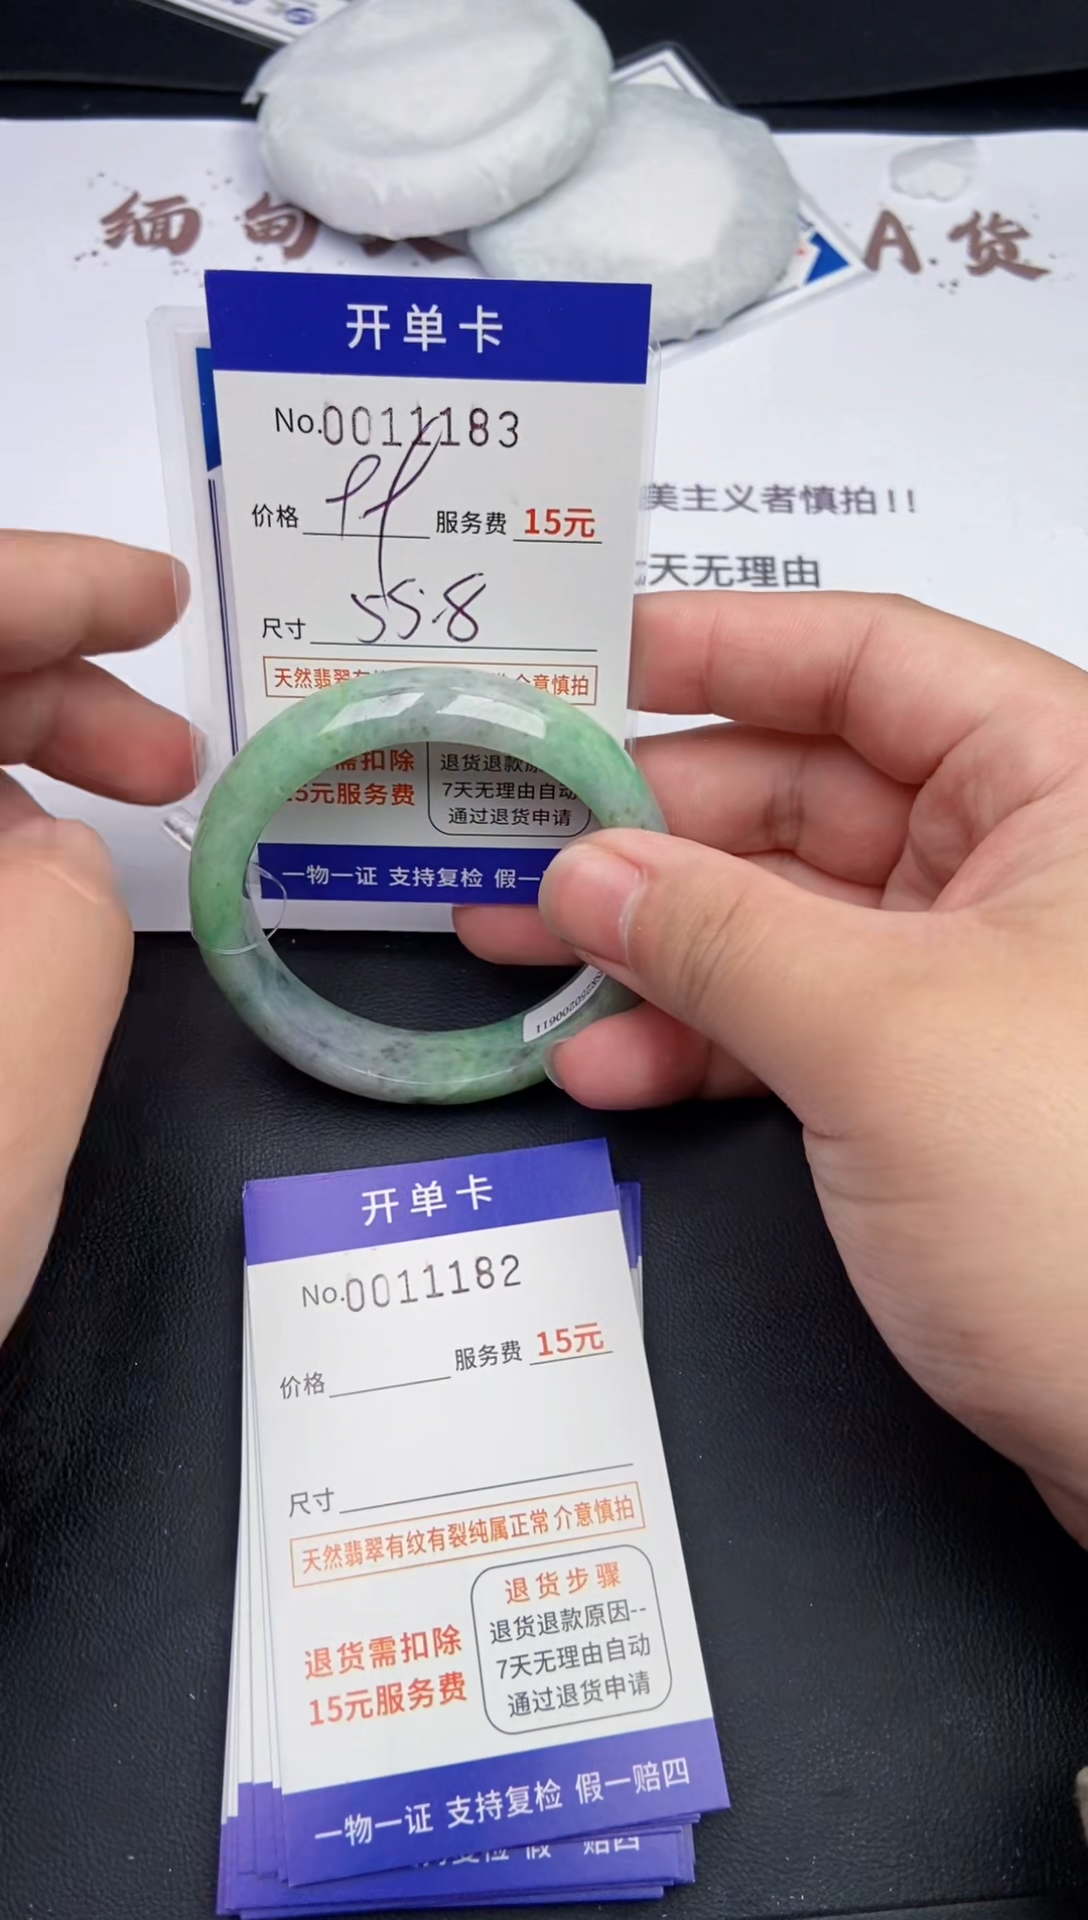 缅甸
A.货
开单卡
No.0011183
价格 服务费 15元
尺寸 55.8
天然翡翠 介意慎拍
需扣除
15元服务费
退货退款原
7天无理由自动
通过退货申请
一物一证 支持复检 假一
美主义者慎拍!!
天无理由
开单卡
No.0011182
价格 服务费 15元
尺寸
天然翡翠有纹有裂纯属正常 介意慎拍
退货需扣除
15元服务费
退货步骤
退货退款原因--
7天无理由自动
通过退货申请
一物一证 支持复检 假一赔四